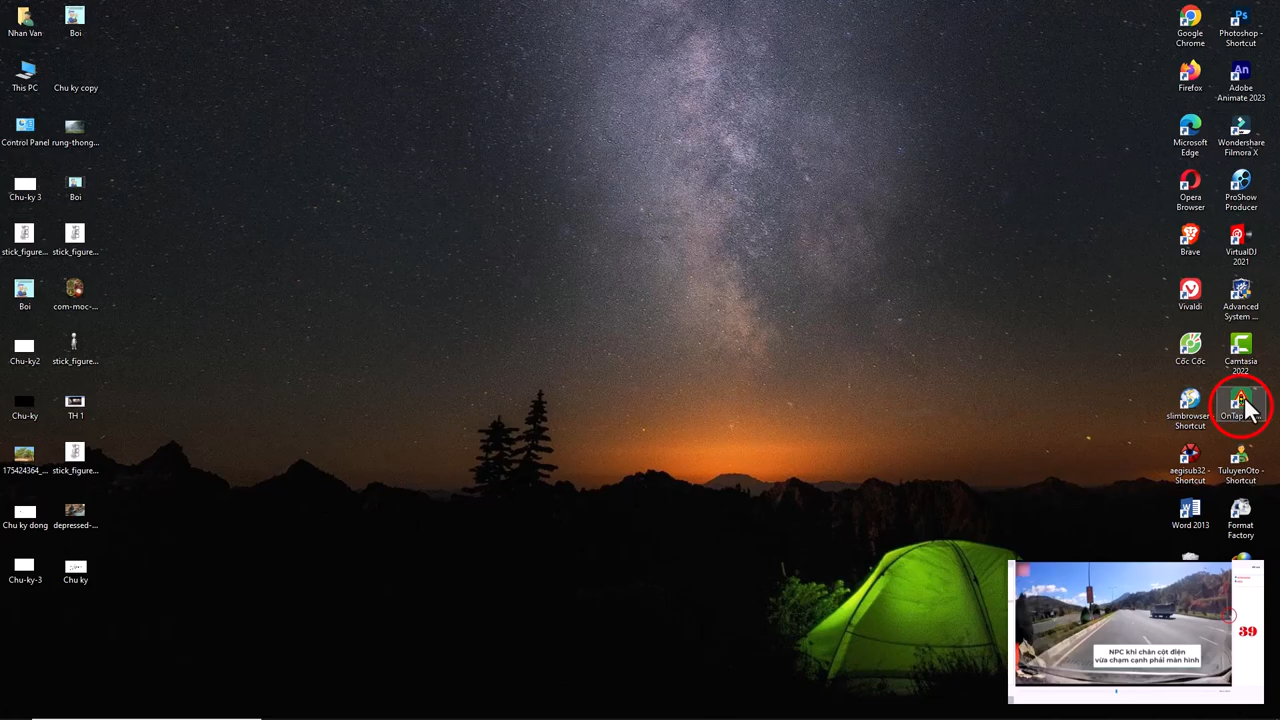 Nhan Van
Boi
This PC
Chu ky copy
Control Panel
rung-thong...
Chu-ky 3
Boi
stick_figure...
stick_figure...
Boi
com-moc-...
Chu-ky2
stick_figure...
Chu-ky
TH 1
175424364_...
stick_figure...
Chu ky dong
depressed-...
Chu-ky-3
Chu ky
Google
Chrome
Photoshop -
Shortcut
Firefox
Adobe
Animate 2023
Microsoft
Edge
Wondershare
Filmora X
Opera
Browser
ProShow
Producer
Brave
VirtualDJ
2021
Vivaldi
Advanced
System ...
Cốc Cốc
Camtasia
2022
slimbrowser
Shortcut
aegisub32 -
Shortcut
TuluyenOto -
Shortcut
Word 2013
Format
Factory
NPC khi chân cột điện
vừa chạm cạnh phải màn hình
39